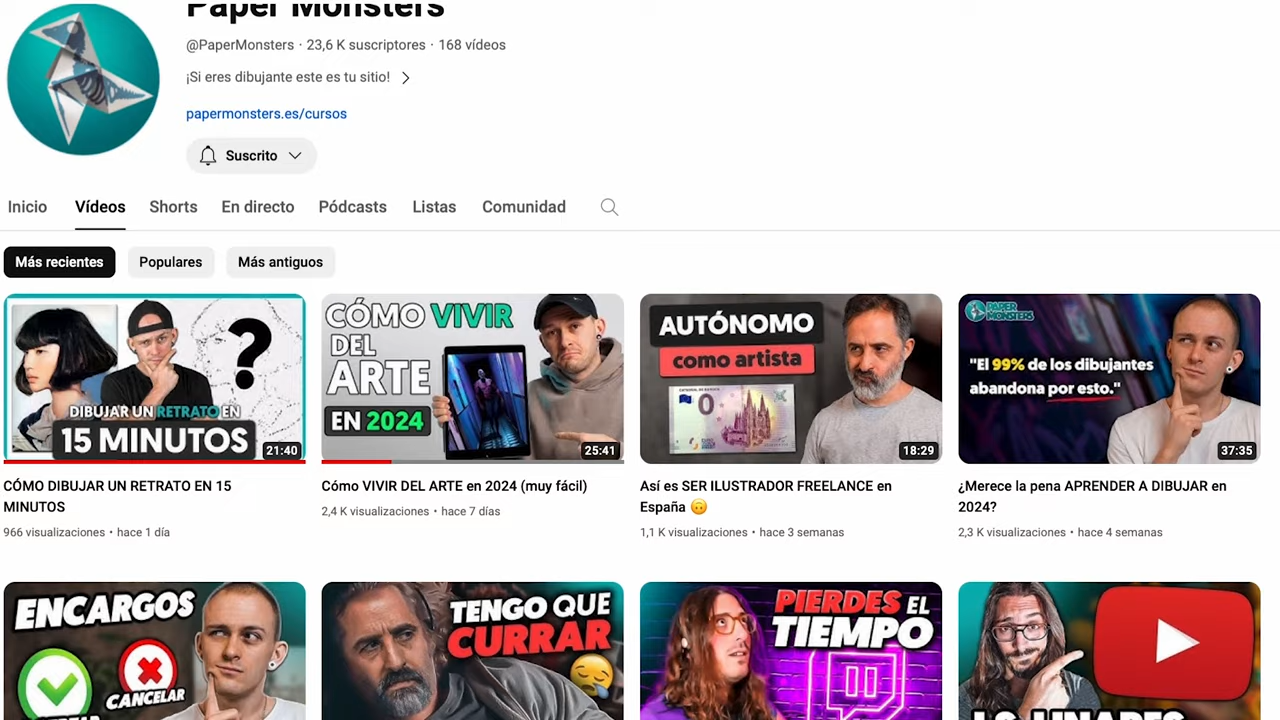 Paper Monsters
@PaperMonsters · 23,6 K suscriptores · 168 vídeos
¡Si eres dibujante este es tu sitio!
papermonsters.es/cursos
Suscrito
Inicio Vídeos Shorts En directo Pódcasts Listas Comunidad
Más recientes Populares Más antiguos
DIBUJAR UN RETRATO EN
15 MINUTOS
21:40
CÓMO VIVIR
DEL
ARTE
EN 2024
25:41
AUTÓNOMO
como artista
CATEDRAL DE
0
18:29
PAPER
MONSTERS
"El 99% de los dibujantes
abandona por esto."
37:35
CÓMO DIBUJAR UN RETRATO EN 15
MINUTOS
966 visualizaciones · hace 1 día
Cómo VIVIR DEL ARTE en 2024 (muy fácil)
2,4 K visualizaciones · hace 7 días
Así es SER ILUSTRADOR FREELANCE en
España 🙃
1,1 K visualizaciones · hace 3 semanas
¿Merece la pena APRENDER A DIBUJAR en
2024?
2,3 K visualizaciones · hace 4 semanas
ENCARGOS
CANCELAR
TENGO QUE
CURRAR
PIERDES EL
TIEMPO